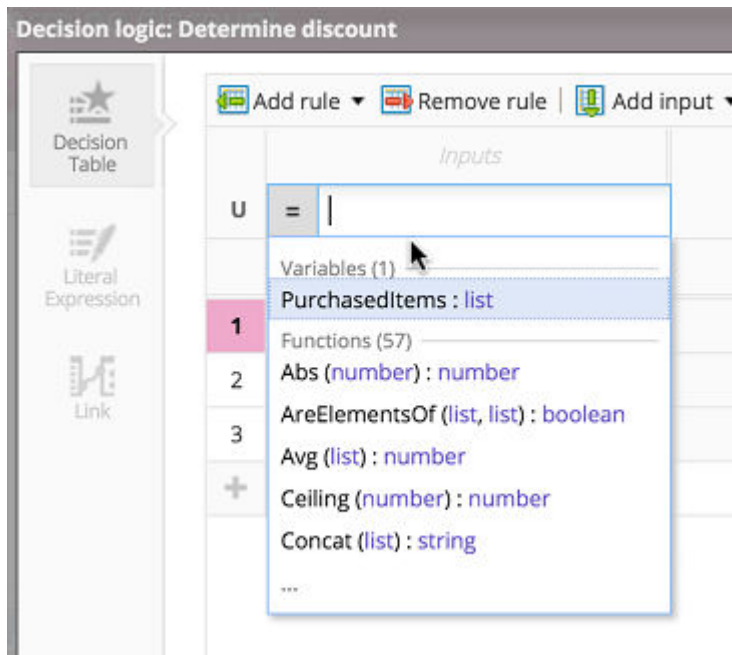 Decision logic: Determine discount
Decision
Table
Literal
Expression
Link
Add rule Remove rule Add input
Inputs
U =
Variables (1)
PurchasedItems : list
Functions (57)
1
Abs (number) : number
2
AreElementsOf (list, list) : boolean
3
Avg (list) : number
Ceiling (number) : number
Concat (list) : string
...